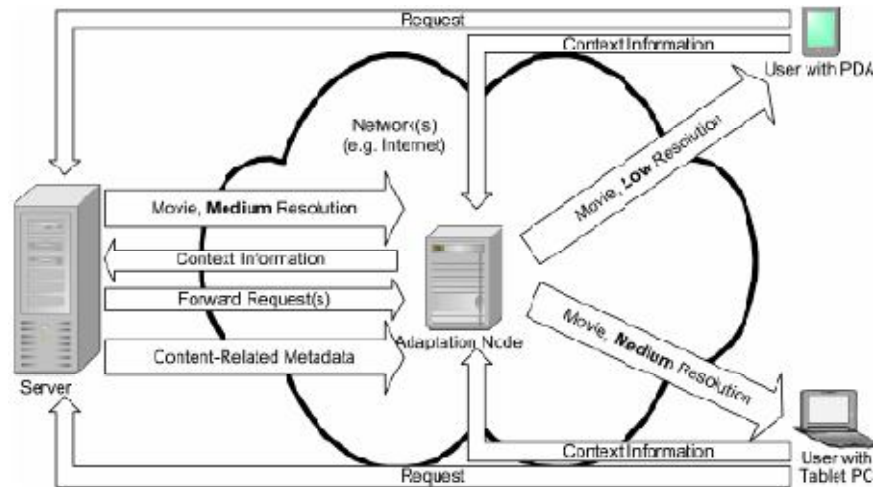 Request
Context Information
User with PDA
Network(s)
(e.g. Internet)
Movie, Low Resolution
Movie, Medium Resolution
Context Information
Forward Request(s)
Adaptation Node
Content-Related Metadata
Server
Movie, Medium Resolution
Context Information
User with
Tablet PC
Request